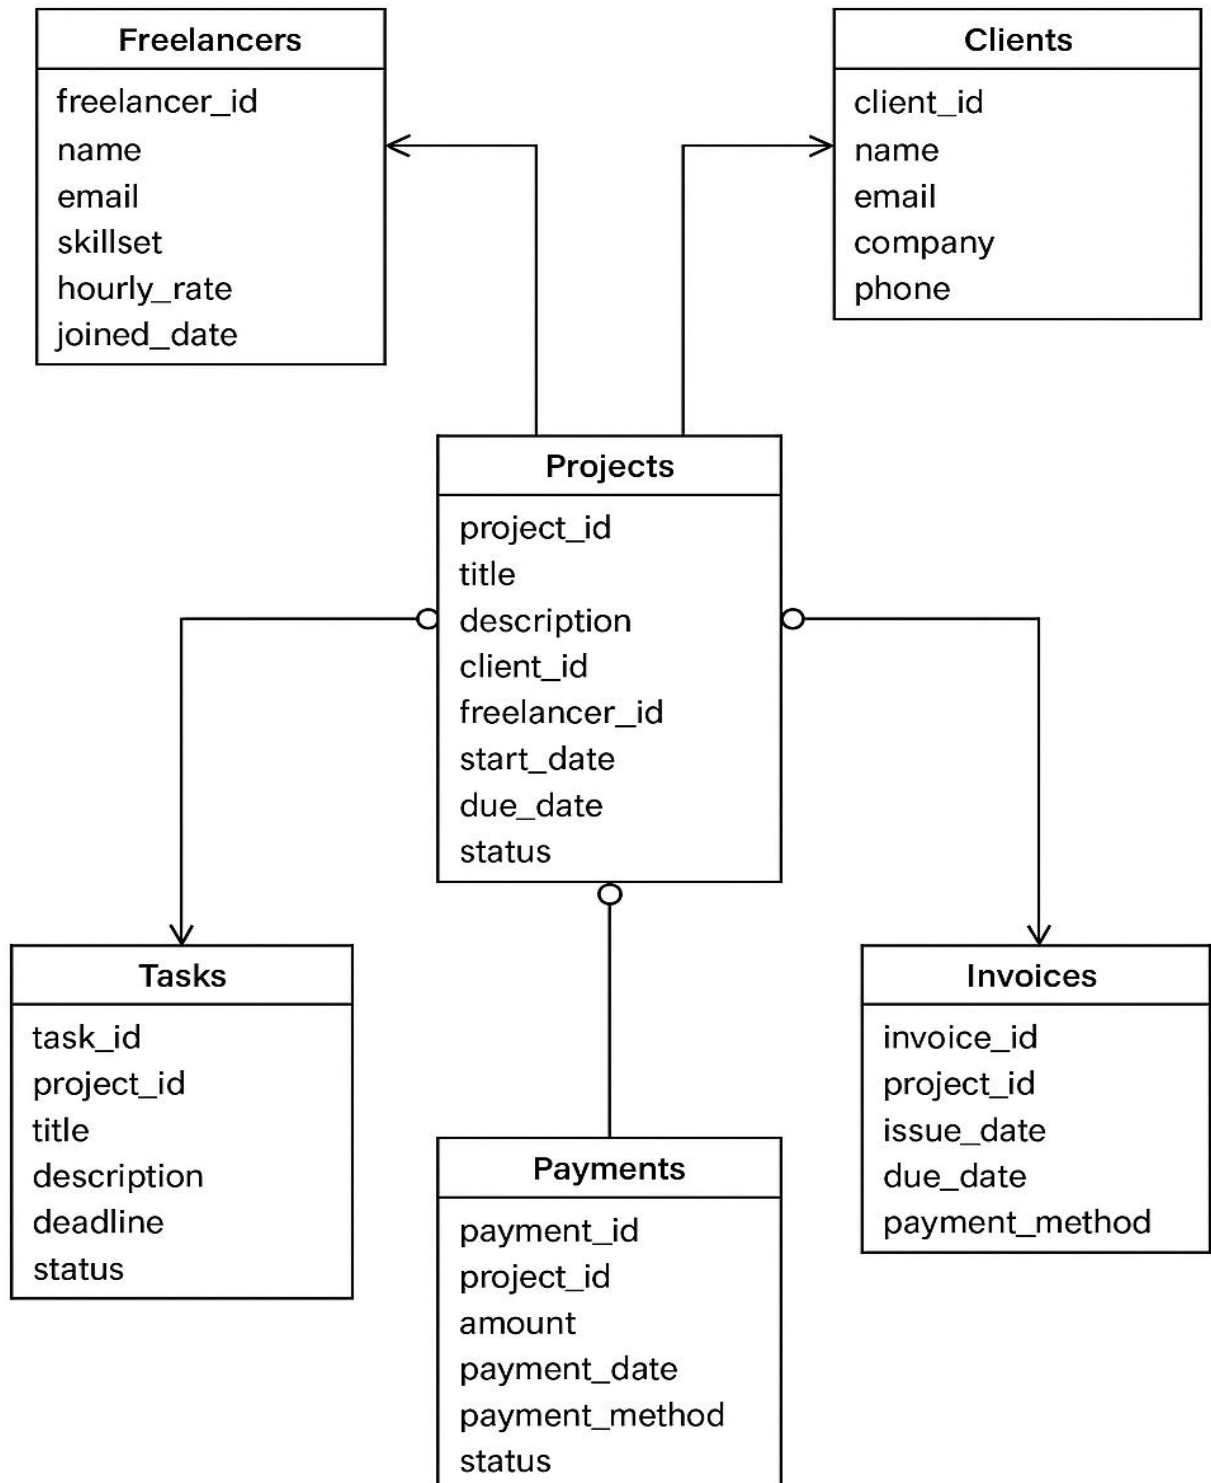 Freelancers
freelancer_id
name
email
skillset
hourly_rate
joined_date
Clients
client_id
name
email
company
phone
Projects
project_id
title
description
client_id
freelancer_id
start_date
due_date
status
Tasks
task_id
project_id
title
description
deadline
status
Payments
payment_id
project_id
amount
payment_date
payment_method
status
Invoices
invoice_id
project_id
issue_date
due_date
payment_method